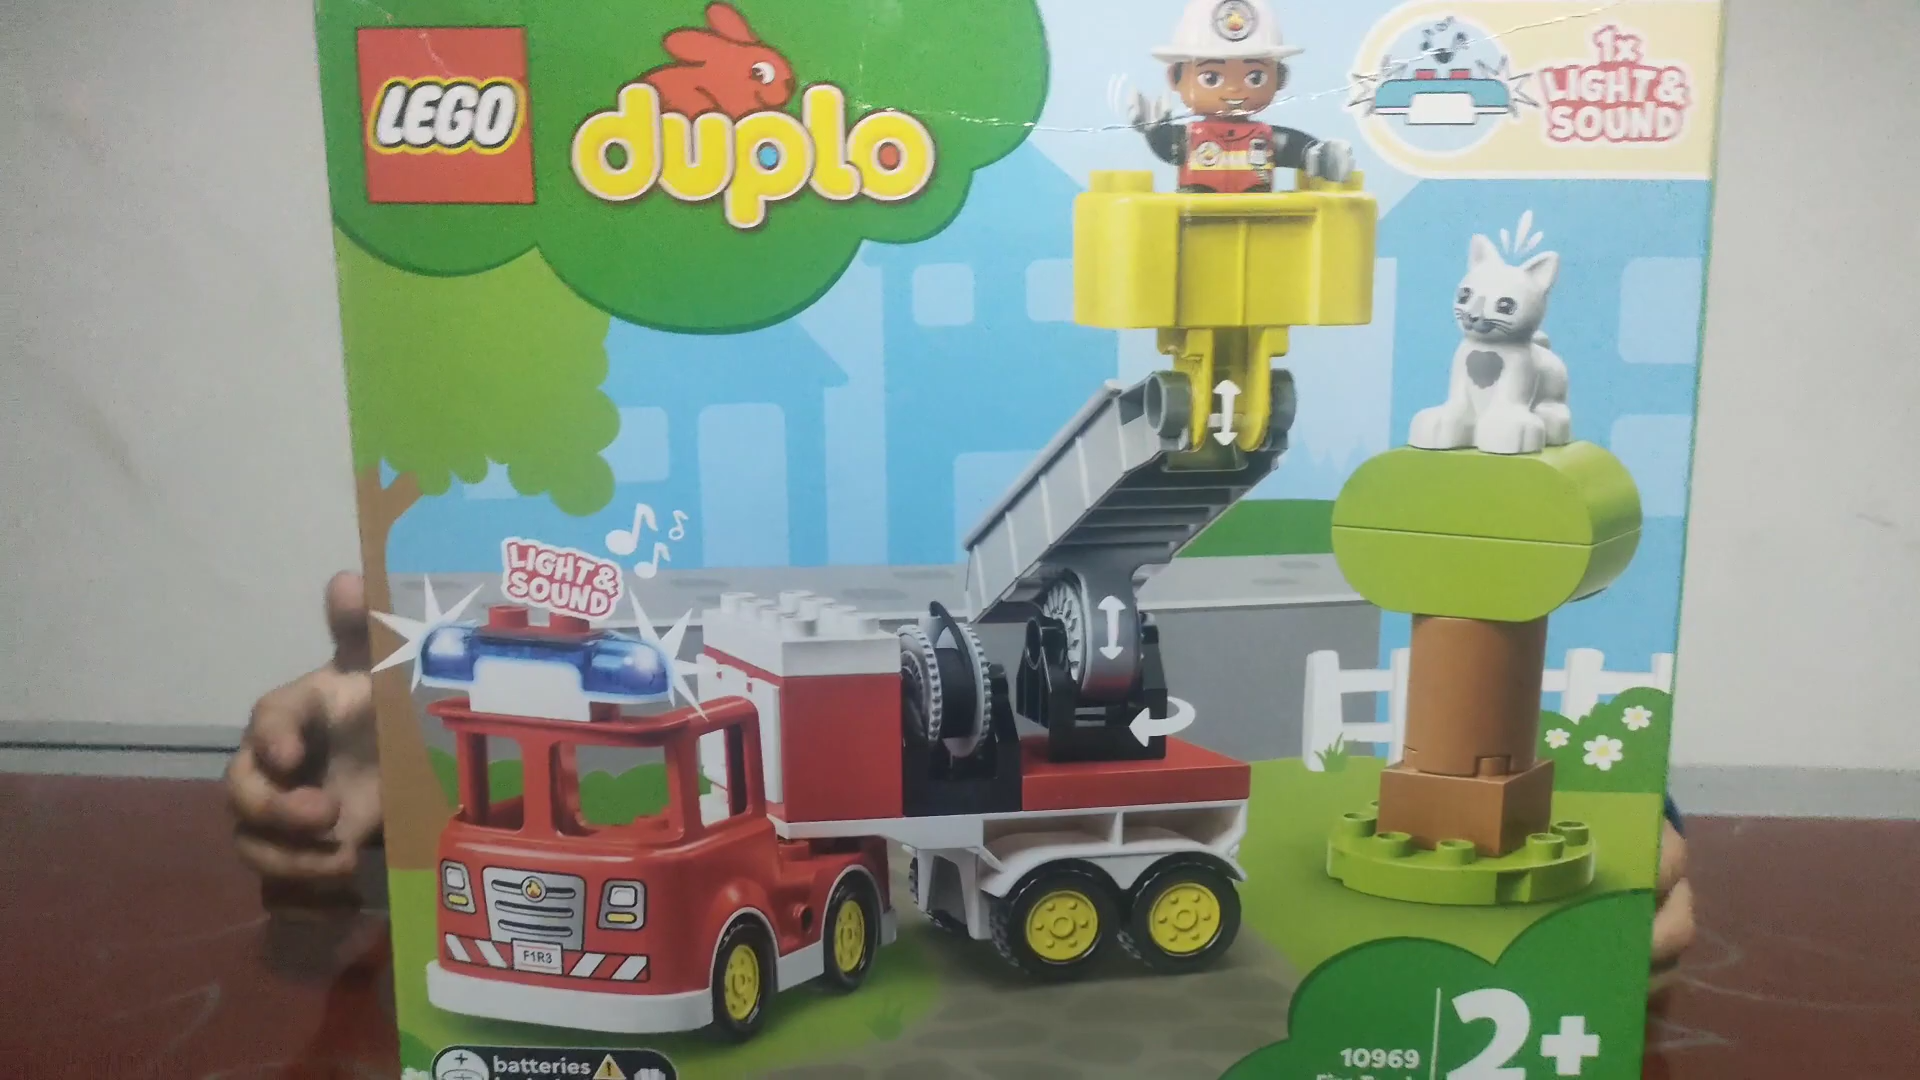 LEGO
duplo
1x
LIGHT&
SOUND
LIGHT&
SOUND
F1R3
batteries
10969
2+